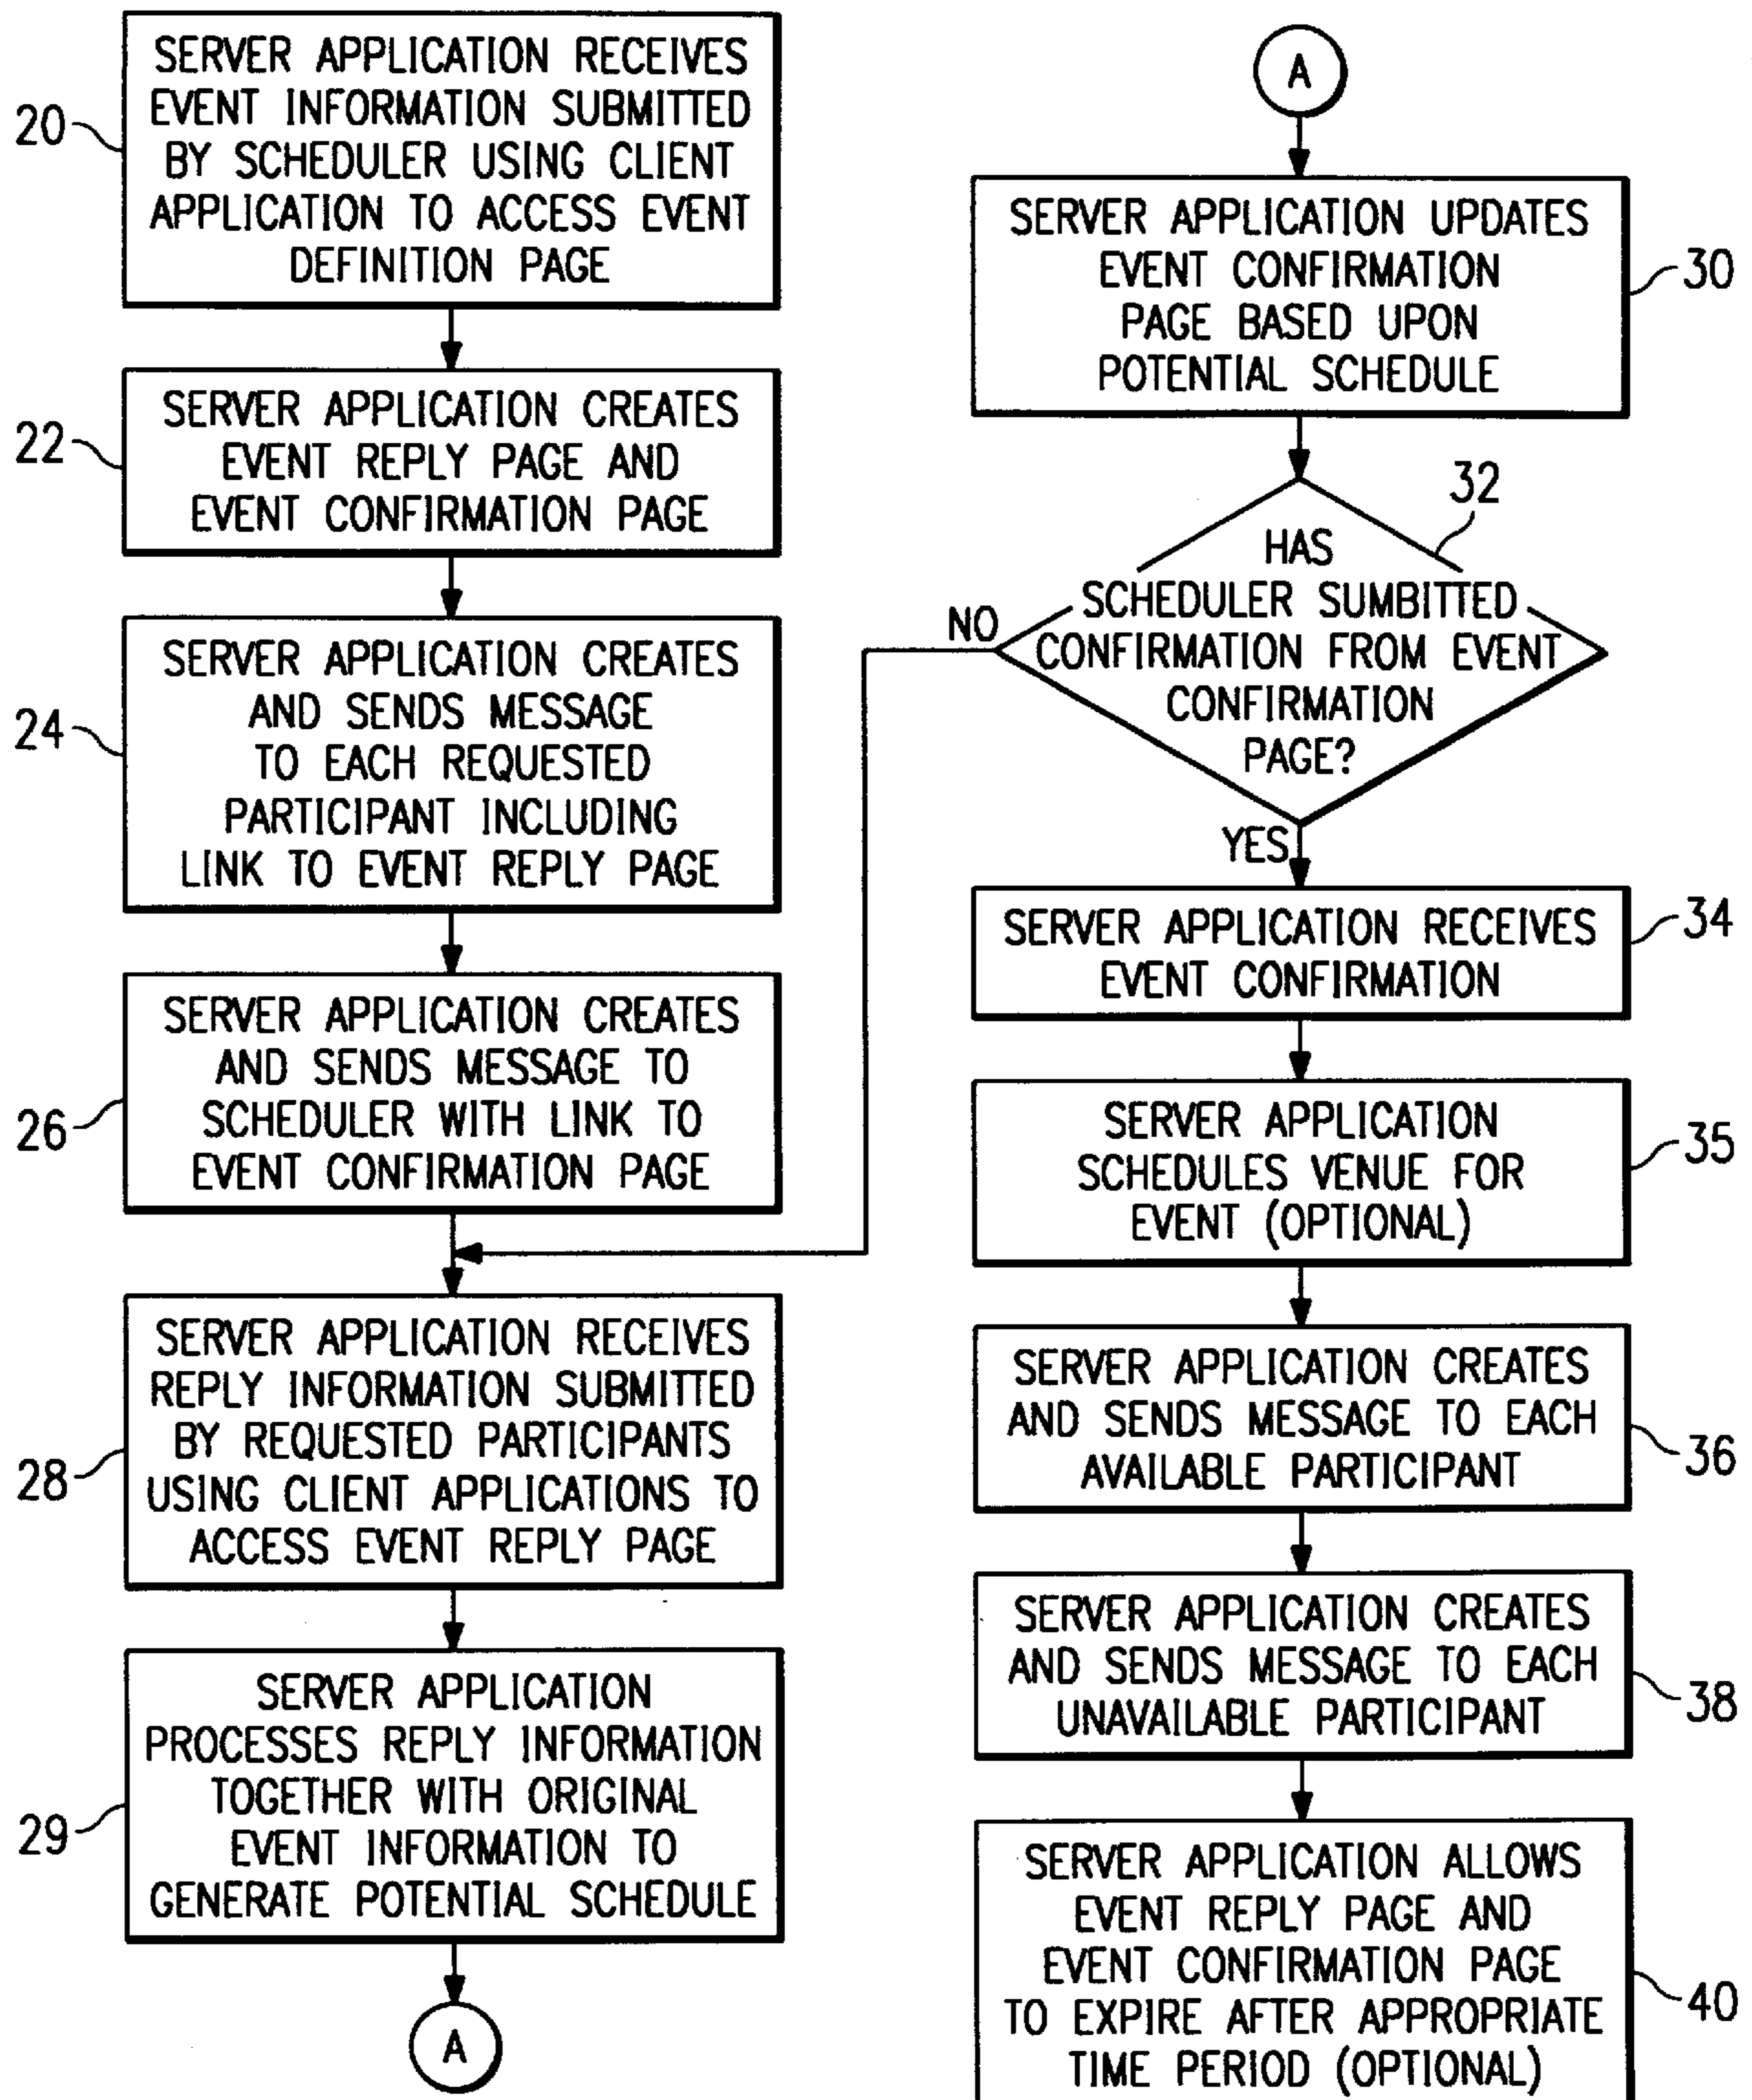 SERVER APPLICATION RECEIVES
EVENT INFORMATION SUBMITTED
BY SCHEDULER USING CLIENT
APPLICATION TO ACCESS EVENT
DEFINITION PAGE
20
SERVER APPLICATION CREATES
EVENT REPLY PAGE AND
EVENT CONFIRMATION PAGE
22
SERVER APPLICATION CREATES
AND SENDS MESSAGE
TO EACH REQUESTED
PARTICIPANT INCLUDING
LINK TO EVENT REPLY PAGE
24
SERVER APPLICATION CREATES
AND SENDS MESSAGE TO
SCHEDULER WITH LINK TO
EVENT CONFIRMATION PAGE
26
SERVER APPLICATION RECEIVES
REPLY INFORMATION SUBMITTED
BY REQUESTED PARTICIPANTS
USING CLIENT APPLICATIONS TO
ACCESS EVENT REPLY PAGE
28
SERVER APPLICATION
PROCESSES REPLY INFORMATION
TOGETHER WITH ORIGINAL
EVENT INFORMATION TO
GENERATE POTENTIAL SCHEDULE
29
A
A
SERVER APPLICATION UPDATES
EVENT CONFIRMATION
PAGE BASED UPON
POTENTIAL SCHEDULE
30
32
HAS
SCHEDULER SUMBITTED
CONFIRMATION FROM EVENT
CONFIRMATION
PAGE?
NO
YES
SERVER APPLICATION RECEIVES
EVENT CONFIRMATION
34
SERVER APPLICATION
SCHEDULES VENUE FOR
EVENT (OPTIONAL)
35
SERVER APPLICATION CREATES
AND SENDS MESSAGE TO EACH
AVAILABLE PARTICIPANT
36
SERVER APPLICATION CREATES
AND SENDS MESSAGE TO EACH
UNAVAILABLE PARTICIPANT
38
SERVER APPLICATION ALLOWS
EVENT REPLY PAGE AND
EVENT CONFIRMATION PAGE
TO EXPIRE AFTER APPROPRIATE
TIME PERIOD (OPTIONAL)
40